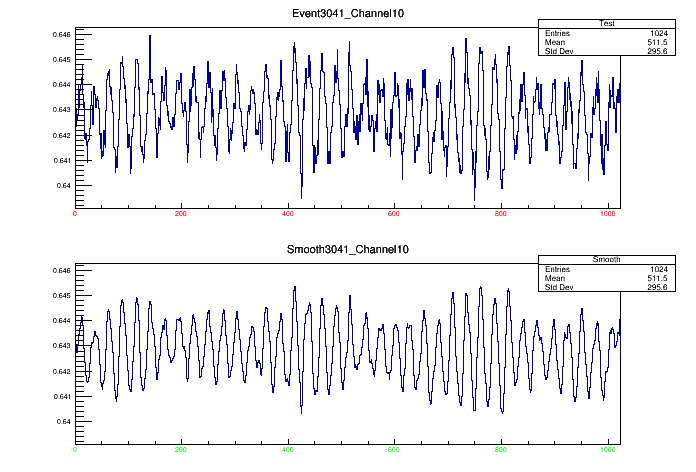 Event3041_Channel10
Test
Entries 1024
Mean 511.5
Std Dev 295.6
0.646
0.645
0.644
0.643
0.642
0.641
0.64
0 200 400 600 800 1000
Smooth3041_Channel10
Smooth
Entries 1024
Mean 511.5
Std Dev 295.6
0.646
0.645
0.644
0.643
0.642
0.641
0.64
0 200 400 600 800 1000